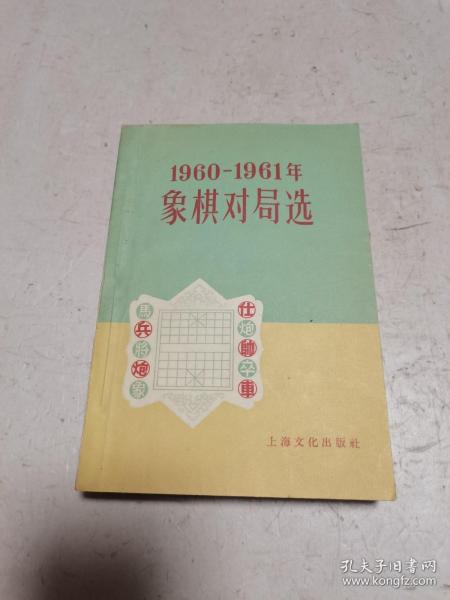 1960-1961年
象棋对局选
馬
兵
將
炮
象
仕
炮
帥
卒
車
上海文化出版社
孔夫子旧书网
www.kongfz.com